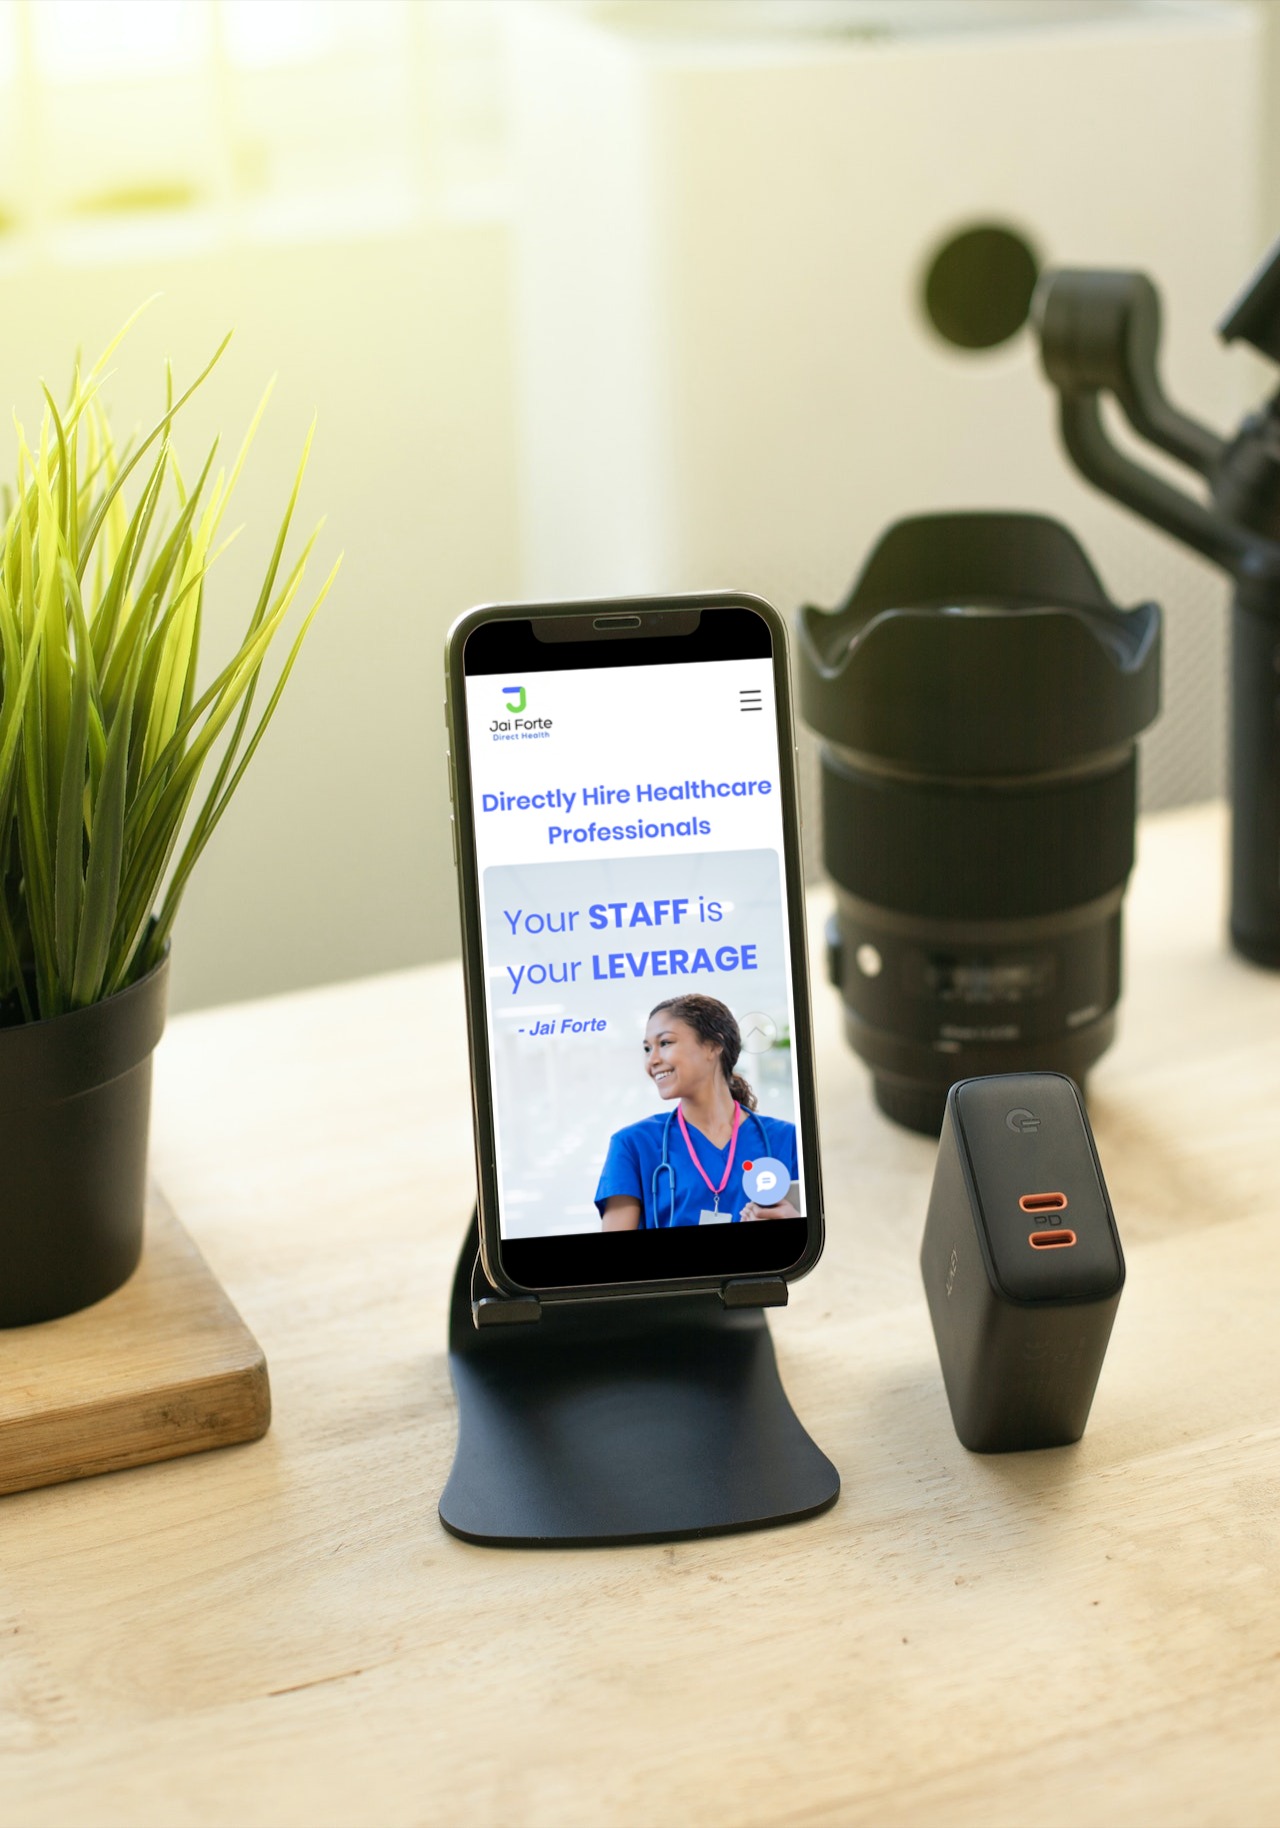 Jai Forte
Direct Health
Directly Hire Healthcare
Professionals
Your STAFF is
your LEVERAGE
- Jai Forte
PD